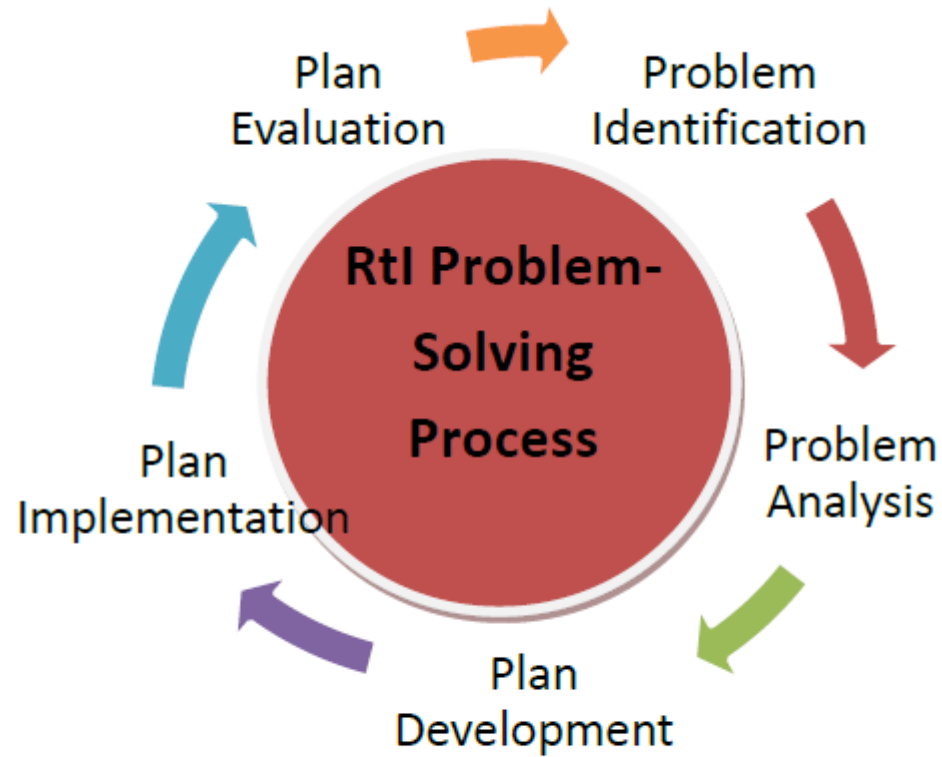 Plan
Evaluation
Problem
Identification
RtI Problem-
Solving
Process
Problem
Analysis
Plan
Implementation
Plan
Development